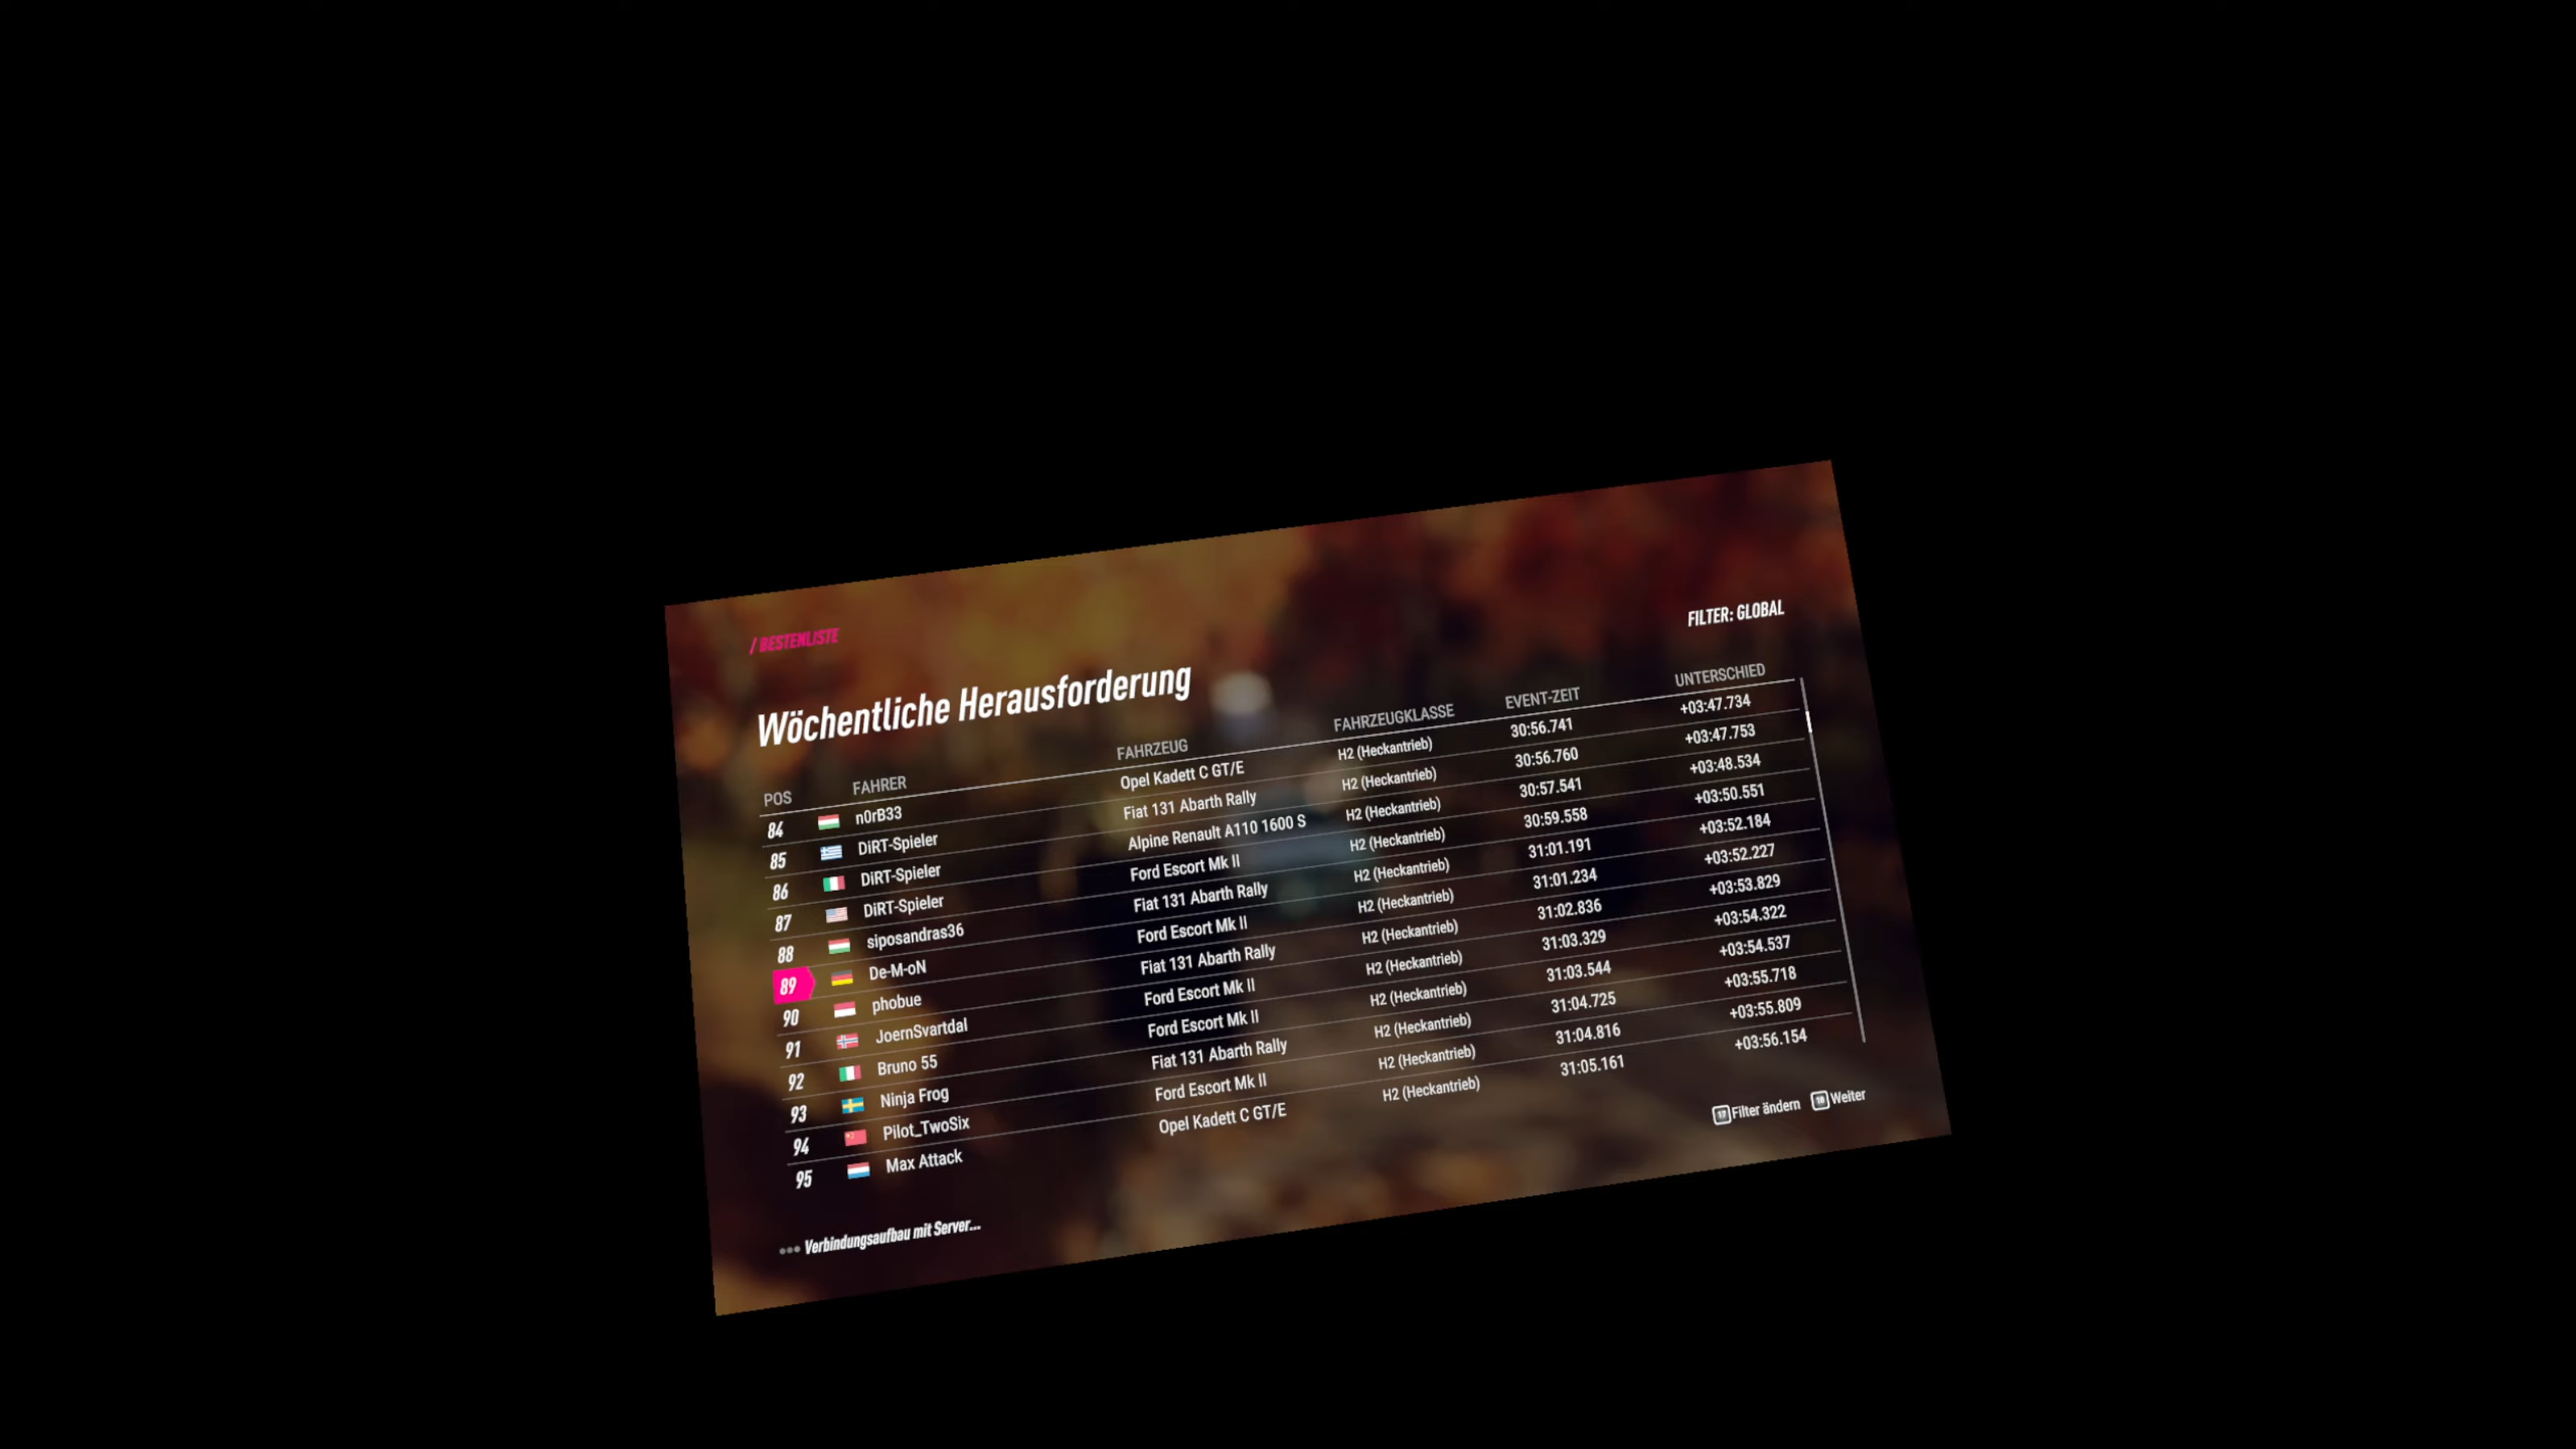 / BESTENLISTE
FILTER: GLOBAL
Wöchentliche Herausforderung
POS FAHRER FAHRZEUG FAHRZEUGKLASSE EVENT-ZEIT UNTERSCHIED
84 n0rB33 Opel Kadett C GT/E H2 (Heckantrieb) 30:56.741 +03:47.734
85 DiRT-Spieler Fiat 131 Abarth Rally H2 (Heckantrieb) 30:56.760 +03:47.753
86 DiRT-Spieler Alpine Renault A110 1600 S H2 (Heckantrieb) 30:57.541 +03:48.534
87 DiRT-Spieler Ford Escort Mk II H2 (Heckantrieb) 30:59.558 +03:50.551
88 siposandras36 Fiat 131 Abarth Rally H2 (Heckantrieb) 31:01.191 +03:52.184
89 De-M-oN Ford Escort Mk II H2 (Heckantrieb) 31:01.234 +03:52.227
90 phobue Fiat 131 Abarth Rally H2 (Heckantrieb) 31:02.836 +03:53.829
91 JoernSvartdal Ford Escort Mk II H2 (Heckantrieb) 31:03.329 +03:54.322
92 Bruno 55 Ford Escort Mk II H2 (Heckantrieb) 31:03.544 +03:54.537
93 Ninja Frog Fiat 131 Abarth Rally H2 (Heckantrieb) 31:04.725 +03:55.718
94 Pilot_TwoSix Ford Escort Mk II H2 (Heckantrieb) 31:04.816 +03:55.809
95 Max Attack Opel Kadett C GT/E H2 (Heckantrieb) 31:05.161 +03:56.154
Filter ändern Weiter
Verbindungsaufbau mit Server...